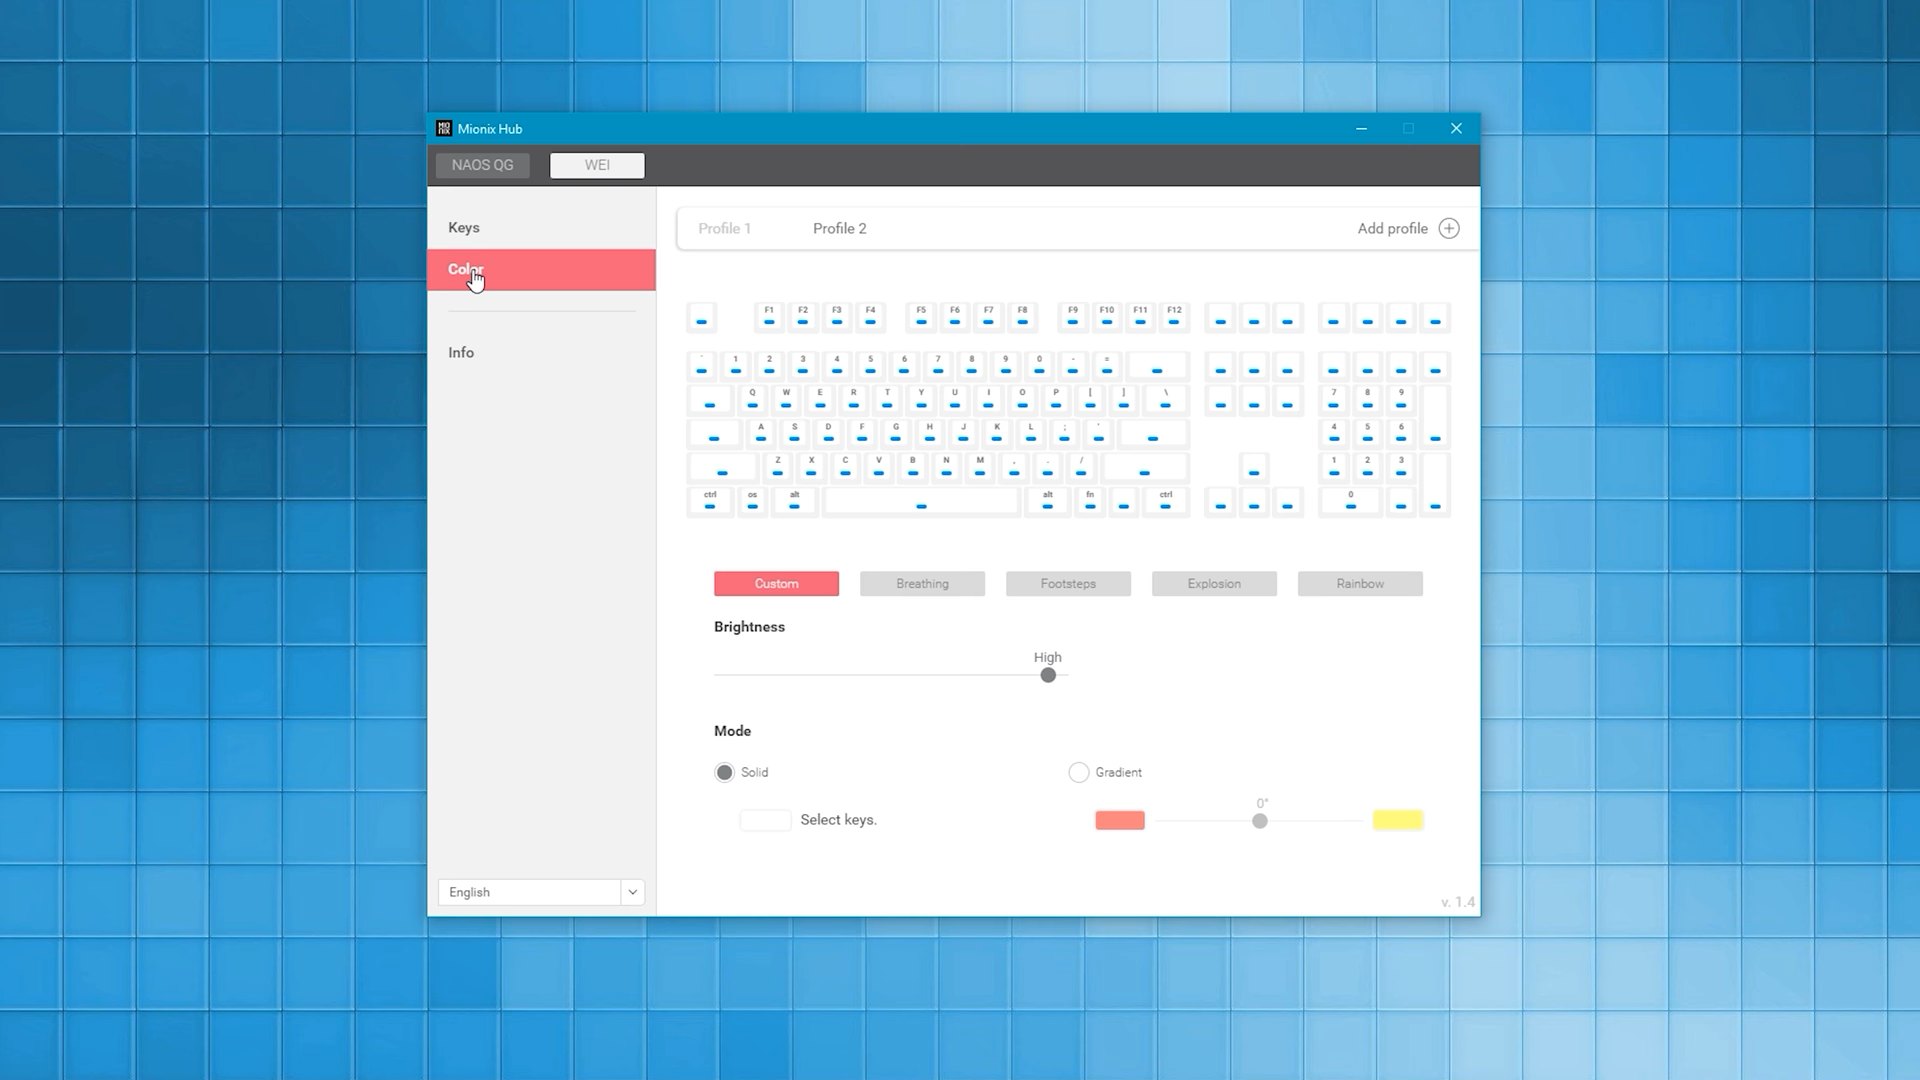 MIO NIX Mionix Hub
NAOS QG WEI
Keys
Color
Info
Profile 1 Profile 2 Add profile
F1 F2 F3 F4 F5 F6 F7 F8 F9 F10 F11 F12
` 1 2 3 4 5 6 7 8 9 0 - =
Q W E R T Y U I O P [ ] \ 7 8 9
A S D F G H J K L ; ' 4 5 6
Z X C V B N M , . / 1 2 3
ctrl os alt alt fn ctrl 0
Custom Breathing Footsteps Explosion Rainbow
Brightness
High
Mode
Solid Gradient
0°
Select keys.
English
v. 1.4